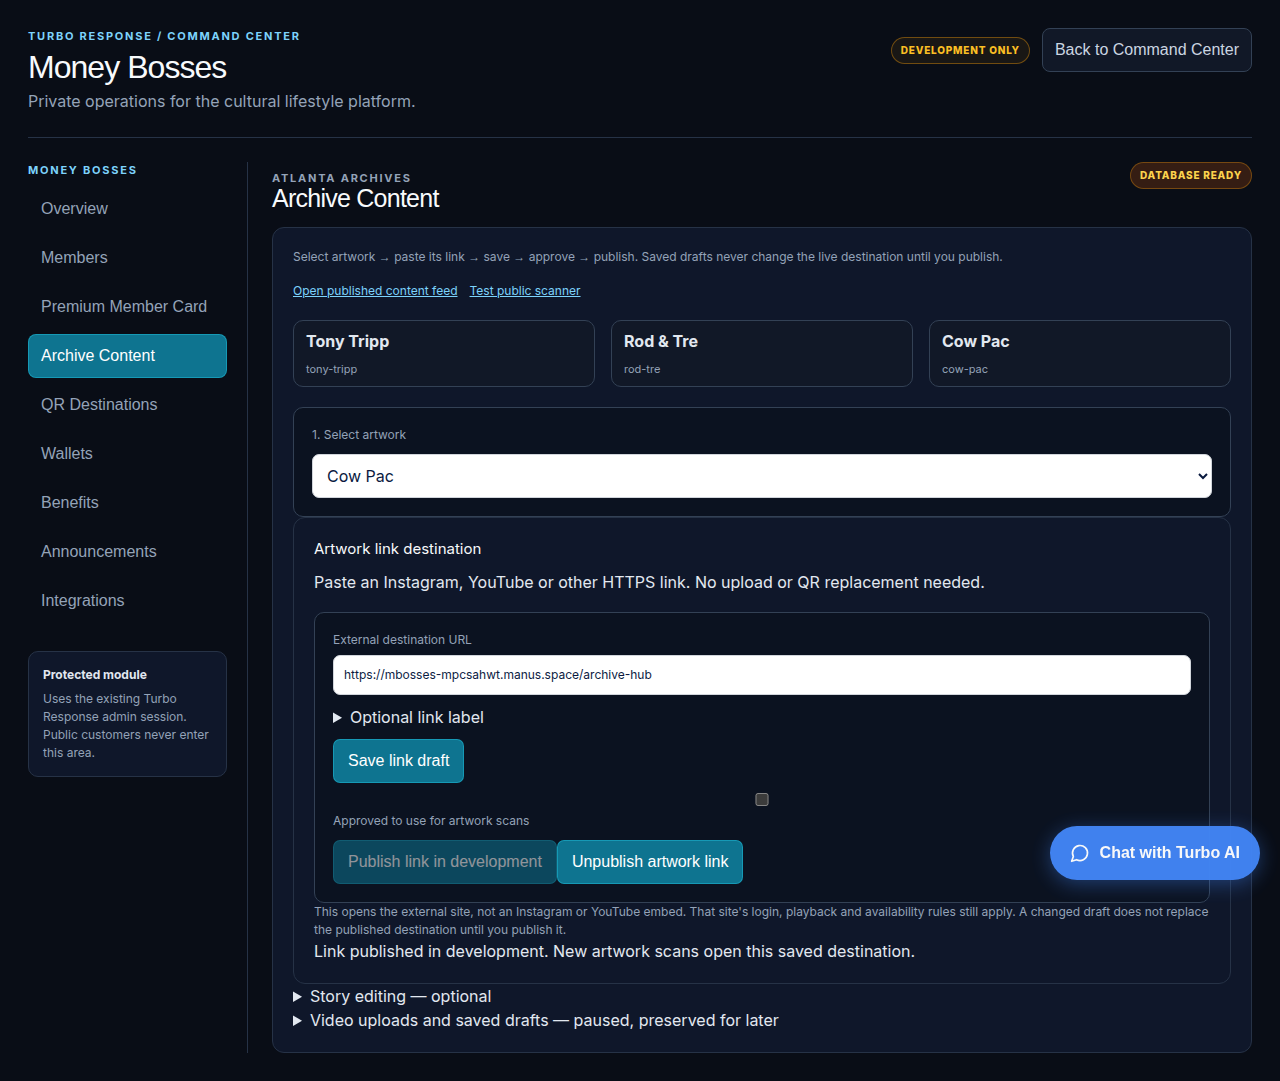 TURBO RESPONSE / COMMAND CENTER
Money Bosses
Private operations for the cultural lifestyle platform.
DEVELOPMENT ONLY
Back to Command Center
MONEY BOSSES
Overview
Members
Premium Member Card
Archive Content
QR Destinations
Wallets
Benefits
Announcements
Integrations
Protected module
Uses the existing Turbo
Response admin session.
Public customers never enter
this area.
ATLANTA ARCHIVES
Archive Content
DATABASE READY
Select artwork → paste its link → save → approve → publish. Saved drafts never change the live destination until you publish.
Open published content feed Test public scanner
Tony Tripp
tony-tripp
Rod & Tre
rod-tre
Cow Pac
cow-pac
1. Select artwork
Cow Pac
Artwork link destination
Paste an Instagram, YouTube or other HTTPS link. No upload or QR replacement needed.
External destination URL
https://mbosses-mpcsahwt.manus.space/archive-hub
Optional link label
Save link draft
Approved to use for artwork scans
Publish link in development Unpublish artwork link
Chat with Turbo AI
This opens the external site, not an Instagram or YouTube embed. That site's login, playback and availability rules still apply. A changed draft does not replace
the published destination until you publish it.
Link published in development. New artwork scans open this saved destination.
Story editing — optional
Video uploads and saved drafts — paused, preserved for later